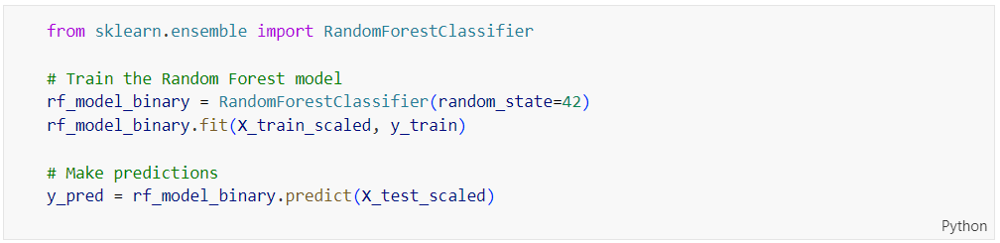 from sklearn.ensemble import RandomForestClassifier
# Train the Random Forest model
rf_model_binary = RandomForestClassifier(random_state=42)
rf_model_binary.fit(X_train_scaled, y_train)
# Make predictions
y_pred = rf_model_binary.predict(X_test_scaled)
Python